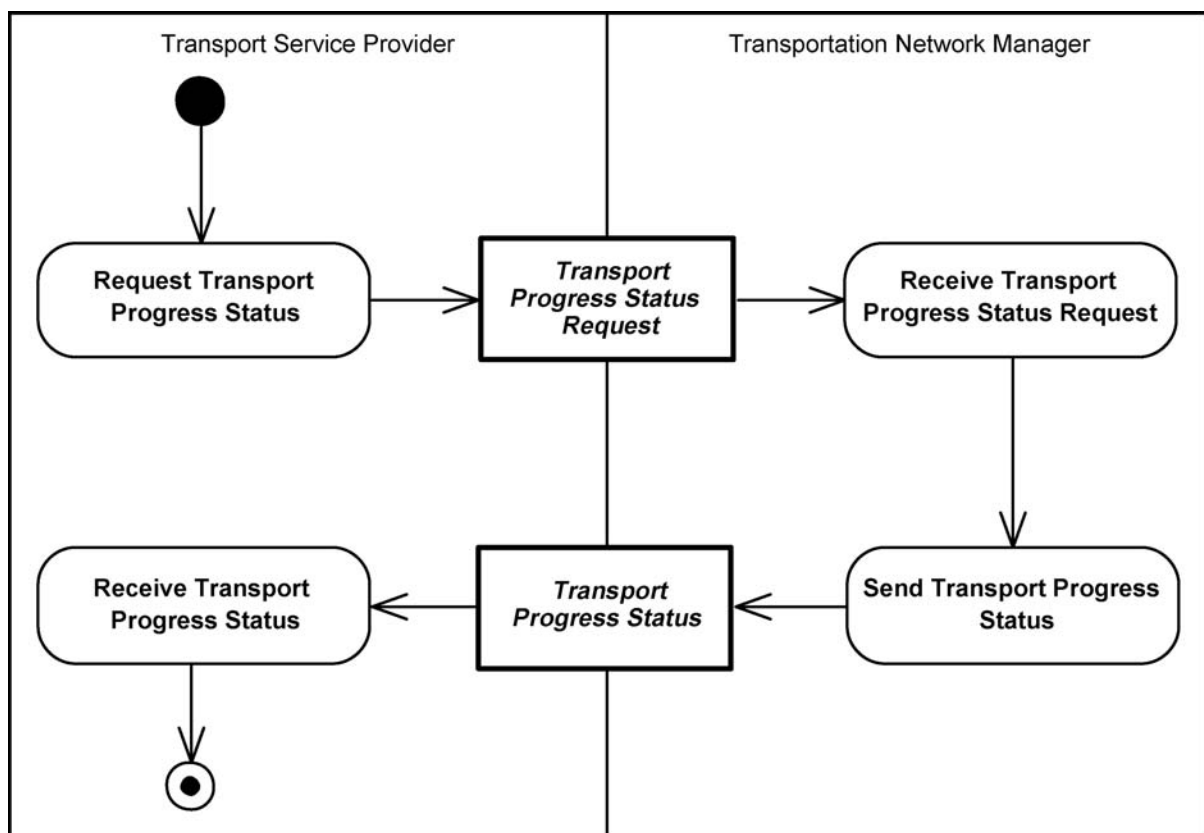 Transport Service Provider
Transportation Network Manager
Request Transport
Progress Status
Transport
Progress Status
Request
Receive Transport
Progress Status Request
Receive Transport
Progress Status
Transport
Progress Status
Send Transport Progress
Status